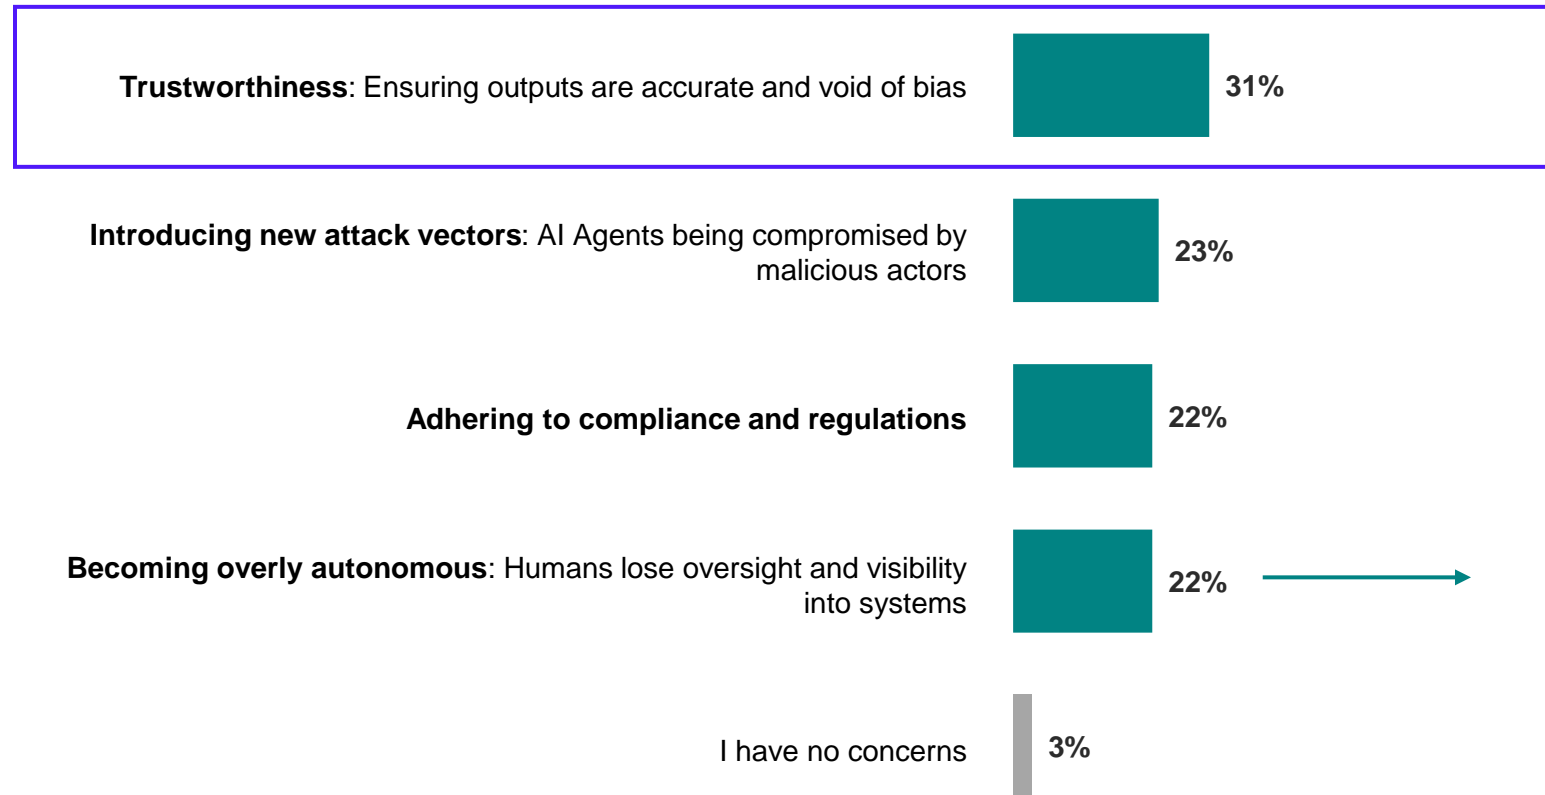 Trustworthiness: Ensuring outputs are accurate and void of bias
31%
Introducing new attack vectors: AI Agents being compromised by
malicious actors
23%
Adhering to compliance and regulations
22%
Becoming overly autonomous: Humans lose oversight and visibility
into systems
22%
I have no concerns
3%